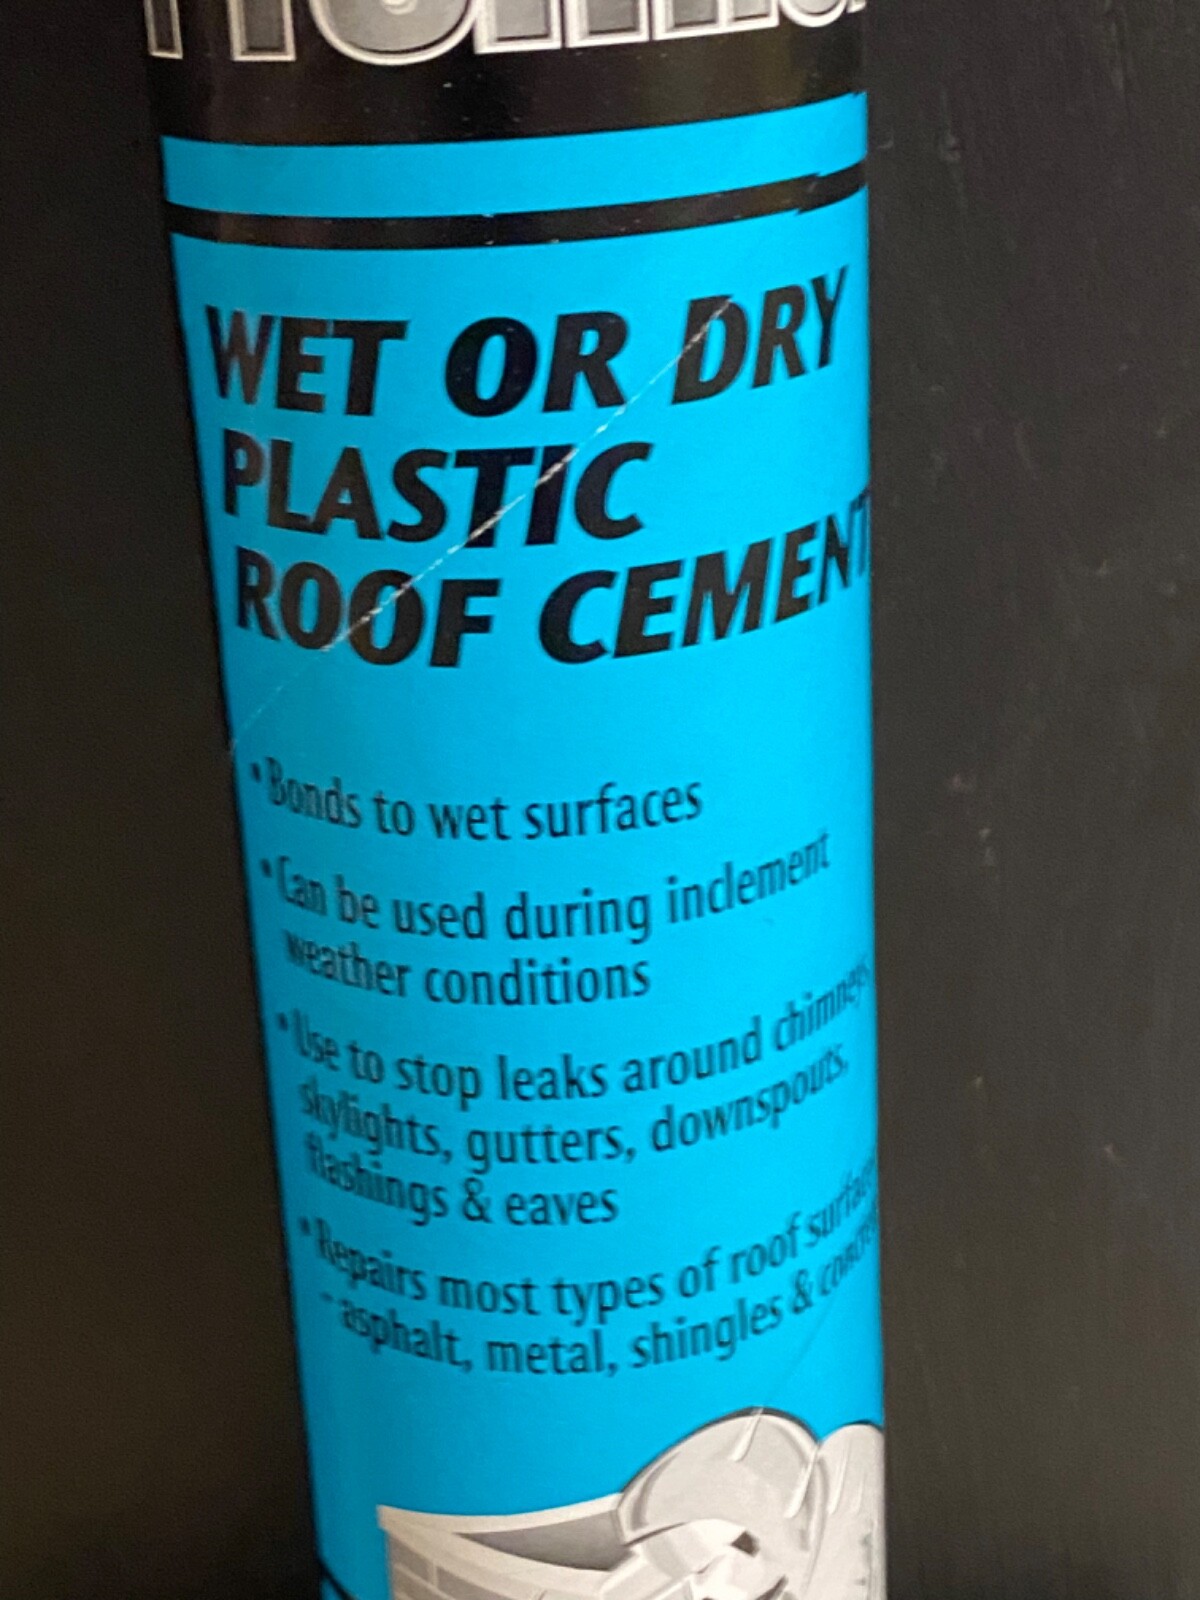 WET OR DRY
PLASTIC
ROOF CEMENT
•Bonds to wet surfaces
•Can be used during inclement
weather conditions
•Use to stop leaks around chimneys
skylights, gutters, downspouts,
flashings & eaves
•Repairs most types of roof
- asphalt, metal, shingles &